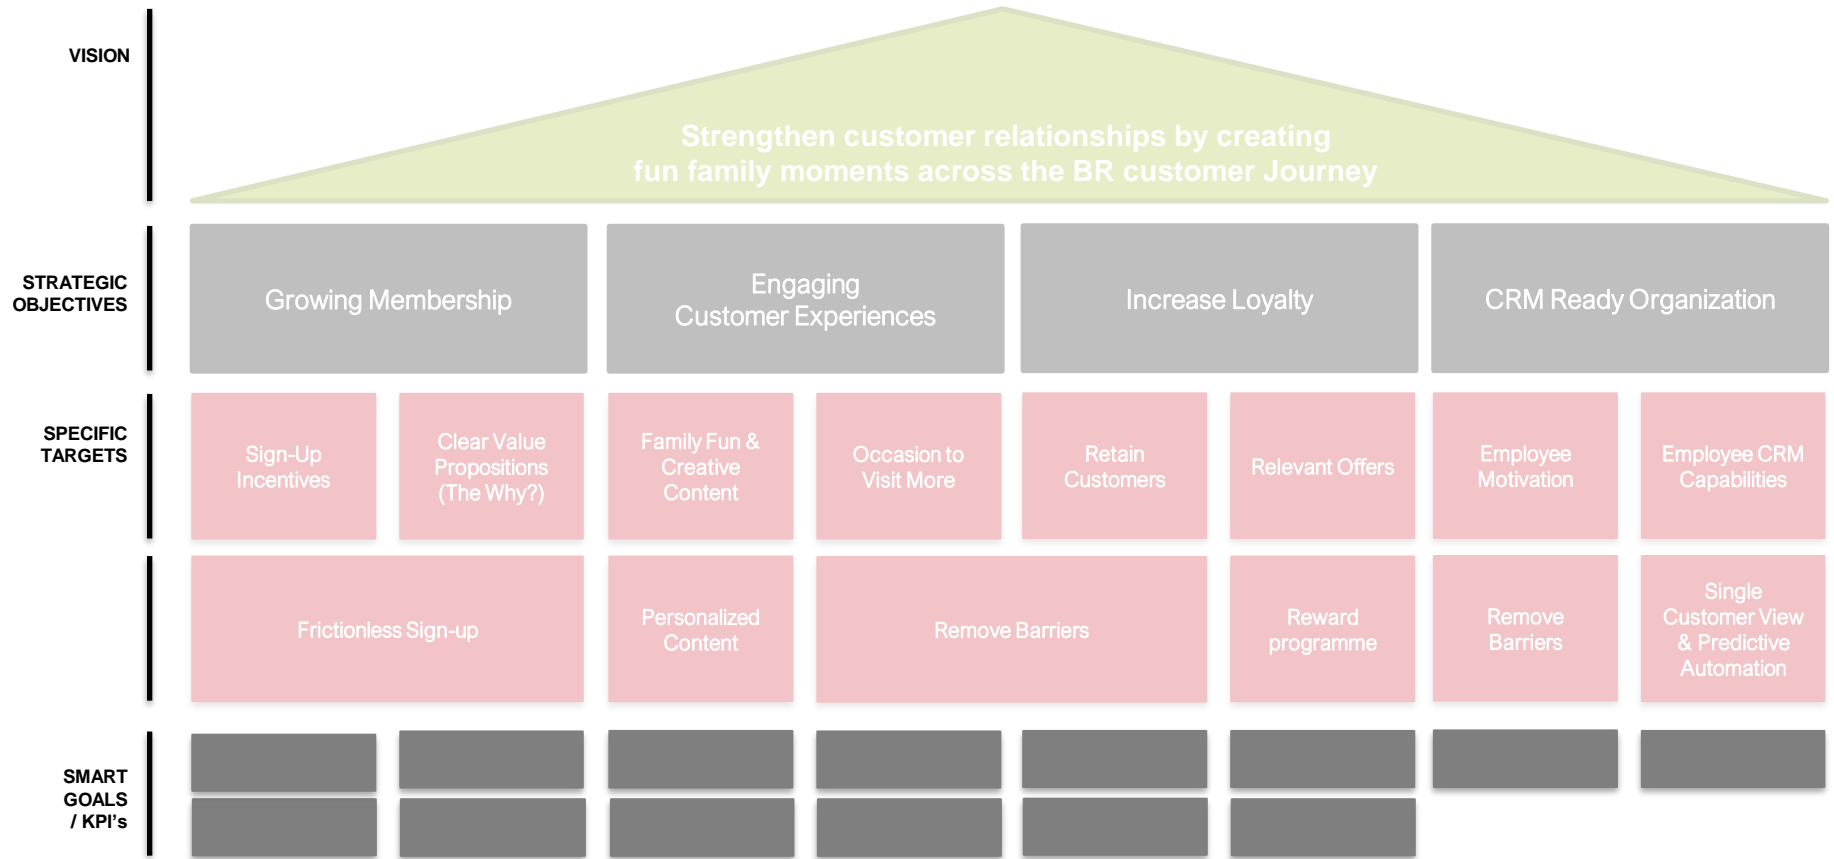 VISION
Strengthen customer relationships by creating
fun family moments across the BR customer Journey
STRATEGIC
OBJECTIVES
Growing Membership
Engaging
Customer Experiences
Increase Loyalty
CRM Ready Organization
SPECIFIC
TARGETS
Sign-Up
Incentives
Clear Value
Propositions
(The Why?)
Family Fun &
Creative
Content
Occasion to
Visit More
Retain
Customers
Relevant Offers
Employee
Motivation
Employee CRM
Capabilities
Frictionless Sign-up
Personalized
Content
Remove Barriers
Reward
programme
Remove
Barriers
Single
Customer View
& Predictive
Automation
SMART
GOALS
/ KPI's